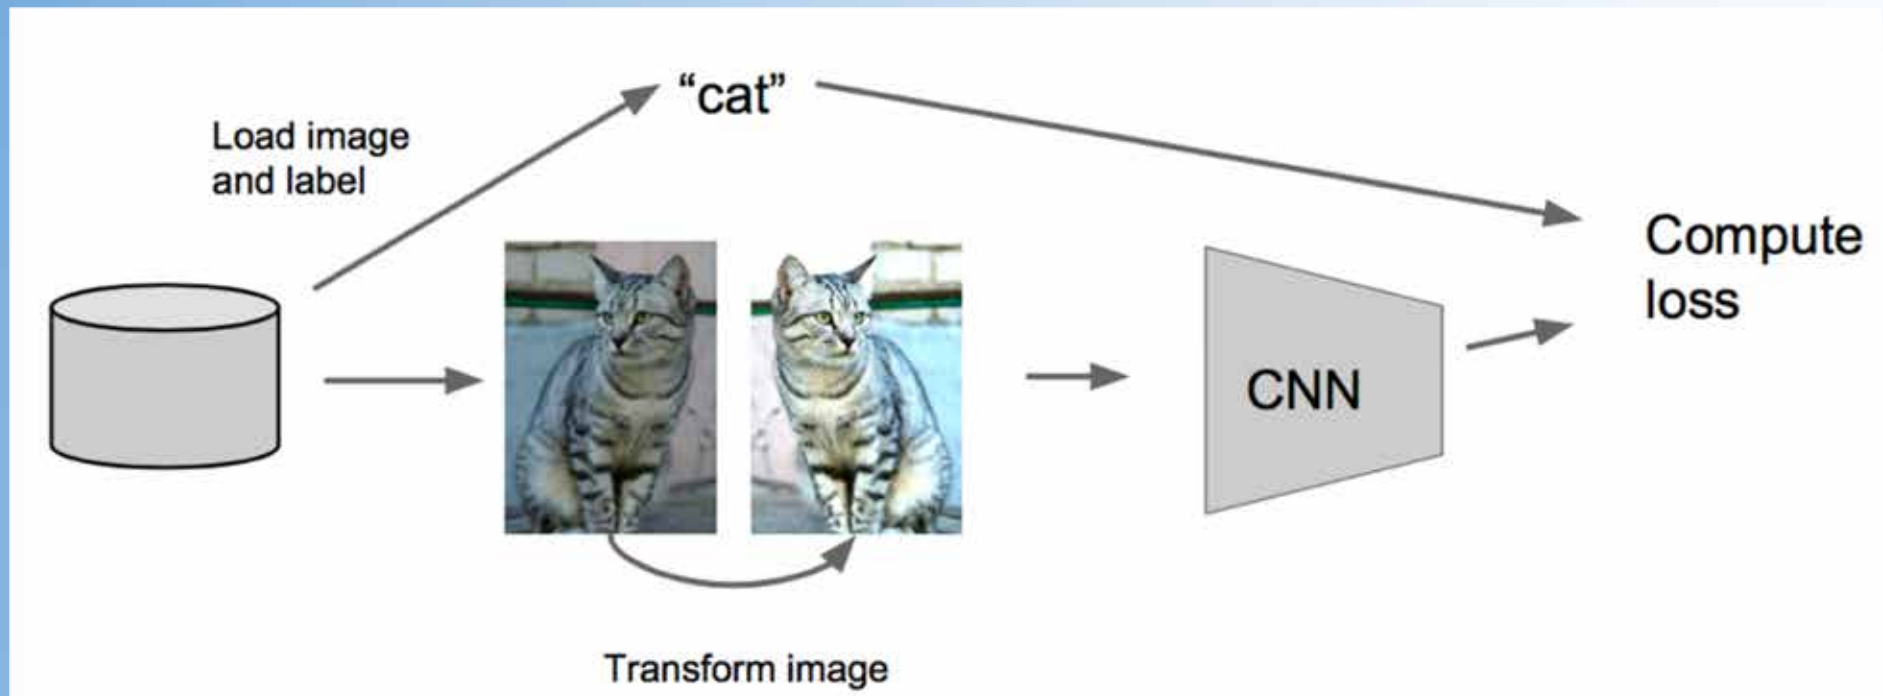 “cat”
Load image
and label
Compute
loss
CNN
Transform image